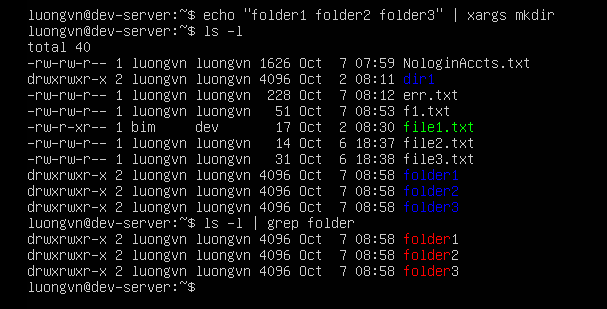 luongvn@dev-server:~$ echo "folder1 folder2 folder3" | xargs mkdir
luongvn@dev-server:~$ ls -l
total 40
-rw-rw-r-- 1 luongvn luongvn 1626 Oct  7 07:59 NologinAccts.txt
drwxrwxr-x 2 luongvn luongvn 4096 Oct  2 08:11 dir1
-rw-rw-r-- 1 luongvn luongvn  228 Oct  7 08:12 err.txt
-rw-rw-r-- 1 luongvn luongvn   51 Oct  7 08:53 f1.txt
-rw-r-xr-- 1 bim     dev       17 Oct  2 08:30 file1.txt
-rw-rw-r-- 1 luongvn luongvn   14 Oct  6 18:37 file2.txt
-rw-rw-r-- 1 luongvn luongvn   31 Oct  6 18:38 file3.txt
drwxrwxr-x 2 luongvn luongvn 4096 Oct  7 08:58 folder1
drwxrwxr-x 2 luongvn luongvn 4096 Oct  7 08:58 folder2
drwxrwxr-x 2 luongvn luongvn 4096 Oct  7 08:58 folder3
luongvn@dev-server:~$ ls -l | grep folder
drwxrwxr-x 2 luongvn luongvn 4096 Oct  7 08:58 folder1
drwxrwxr-x 2 luongvn luongvn 4096 Oct  7 08:58 folder2
drwxrwxr-x 2 luongvn luongvn 4096 Oct  7 08:58 folder3
luongvn@dev-server:~$